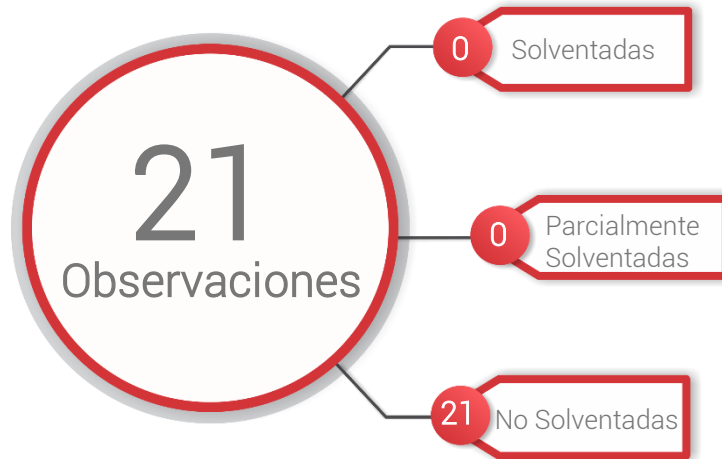 21
Observaciones
0
Solventadas
0
Parcialmente
Solventadas
21
No Solventadas